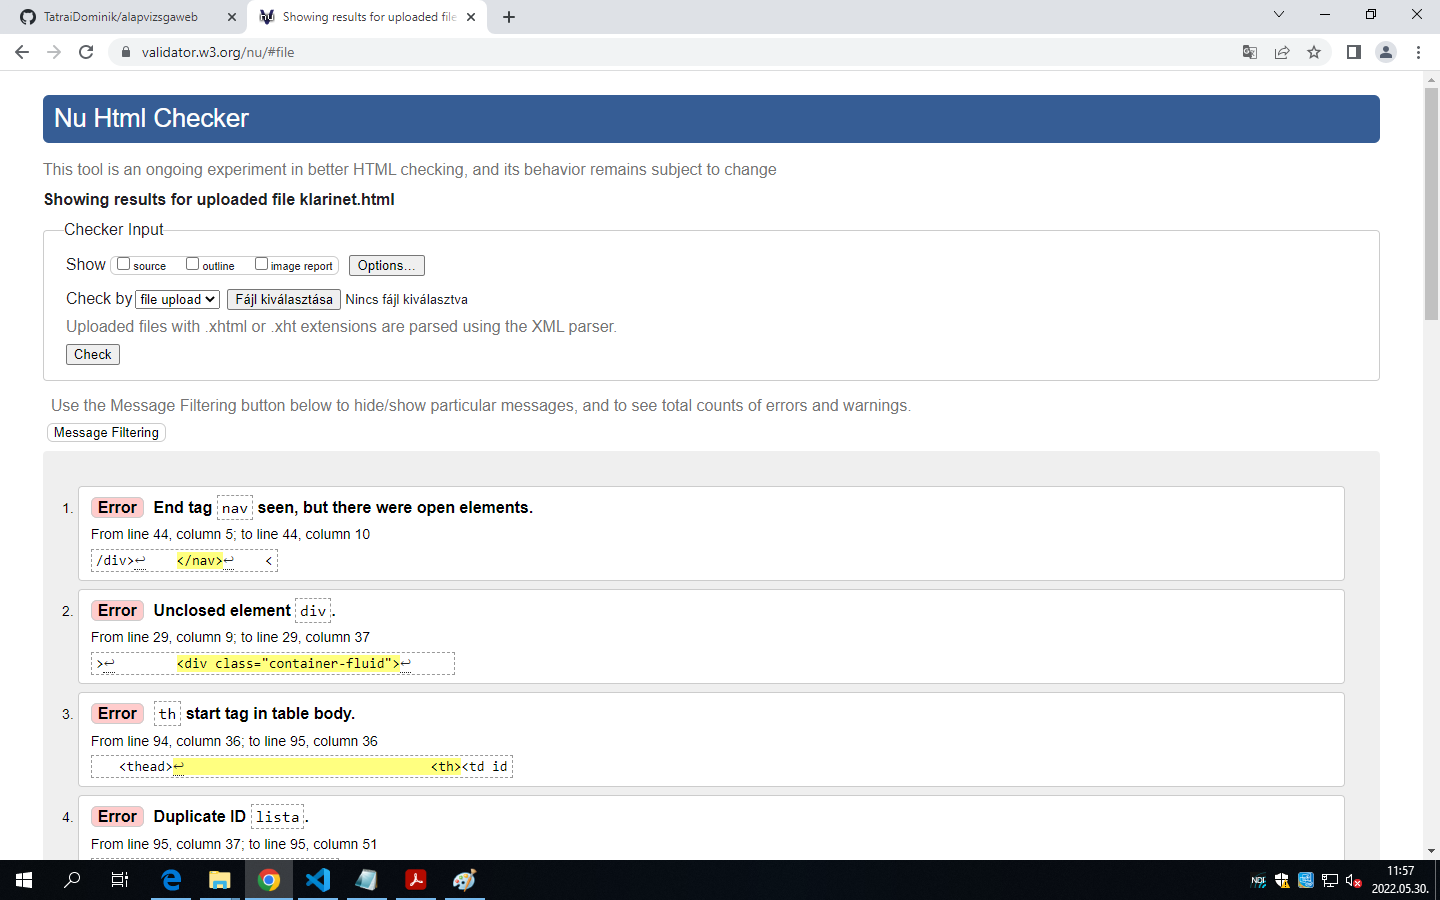 TatraiDominik/alapvizsgaweb
Showing results for uploaded file
validator.w3.org/nu/#file
Nu Html Checker
This tool is an ongoing experiment in better HTML checking, and its behavior remains subject to change
Showing results for uploaded file klarinet.html
Checker Input
Show source outline image report Options...
Check by file upload Fájl kiválasztása Nincs fájl kiválasztva
Uploaded files with .xhtml or .xht extensions are parsed using the XML parser.
Check
Use the Message Filtering button below to hide/show particular messages, and to see total counts of errors and warnings.
Message Filtering
1. Error End tag nav seen, but there were open elements.
From line 44, column 5; to line 44, column 10
/div>↩ </nav>↩ <
2. Error Unclosed element div.
From line 29, column 9; to line 29, column 37
>↩ <div class="container-fluid">↩
3. Error th start tag in table body.
From line 94, column 36; to line 95, column 36
<thead>↩ <th><td id
4. Error Duplicate ID lista.
From line 95, column 37; to line 95, column 51
11:57
2022.05.30.